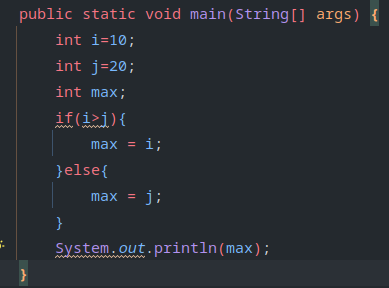 public static void main(String[] args) {
int i=10;
int j=20;
int max;
if(i>j){
max = i;
}else{
max = j;
}
System.out.println(max);
}